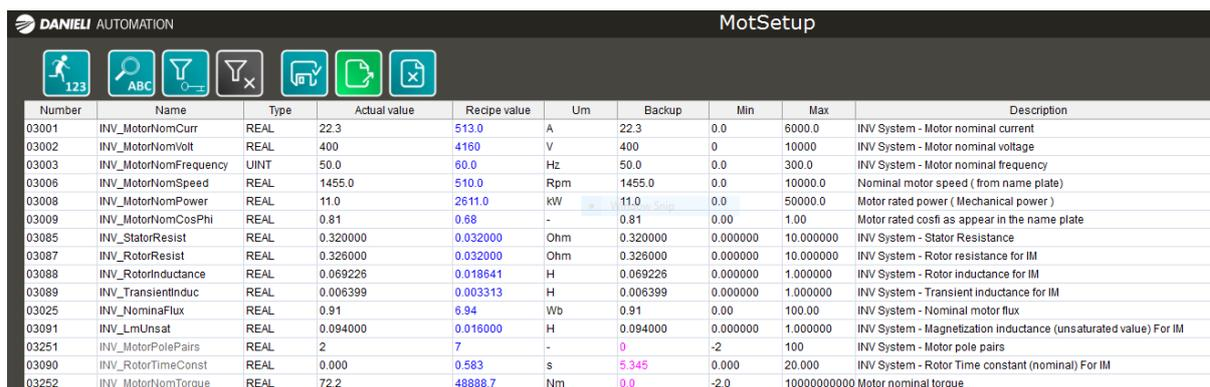 DANIELI AUTOMATION MotSetup
123 ABC
Number Name Type Actual value Recipe value Um Backup Min Max Description
03001 INV_MotorNomCurr REAL 22.3 513.0 A 22.3 0.0 6000.0 INV System - Motor nominal current
03002 INV_MotorNomVolt REAL 400 4160 V 400 0 10000 INV System - Motor nominal voltage
03003 INV_MotorNomFrequency UINT 50.0 60.0 Hz 50.0 0.0 300.0 INV System - Motor nominal frequency
03006 INV_MotorNomSpeed REAL 1455.0 510.0 Rpm 1455.0 0.0 10000.0 Nominal motor speed ( from name plate)
03008 INV_MotorNomPower REAL 11.0 2611.0 kW 11.0 0.0 50000.0 Motor rated power ( Mechanical power )
03009 INV_MotorNomCosPhi REAL 0.81 0.68 - 0.81 0.00 1.00 Motor rated cosfi as appear in the name plate
03085 INV_StatorResist REAL 0.320000 0.032000 Ohm 0.320000 0.000000 10.000000 INV System - Stator Resistance
03087 INV_RotorResist REAL 0.326000 0.032000 Ohm 0.326000 0.000000 10.000000 INV System - Rotor resistance for IM
03088 INV_RotorInductance REAL 0.069226 0.018641 H 0.069226 0.000000 1.000000 INV System - Rotor inductance for IM
03089 INV_TransientInduc REAL 0.006399 0.003313 H 0.006399 0.000000 1.000000 INV System - Transient inductance for IM
03025 INV_NominaFlux REAL 0.91 6.94 Wb 0.91 0.00 100.00 INV System - Nominal motor flux
03091 INV_LmUnsat REAL 0.094000 0.016000 H 0.094000 0.000000 1.000000 INV System - Magnetization inductance (unsaturated value) For IM
03251 INV_MotorPolePairs REAL 2 7 - 0 -2 100 INV System - Motor pole pairs
03090 INV_RotorTimeConst REAL 0.000 0.583 s 5.345 0.000 20.000 INV System - Rotor Time constant (nominal) For IM
03252 INV_MotorNomTorque REAL 72.2 48888.7 Nm 0.0 -2.0 10000000000 Motor nominal torque